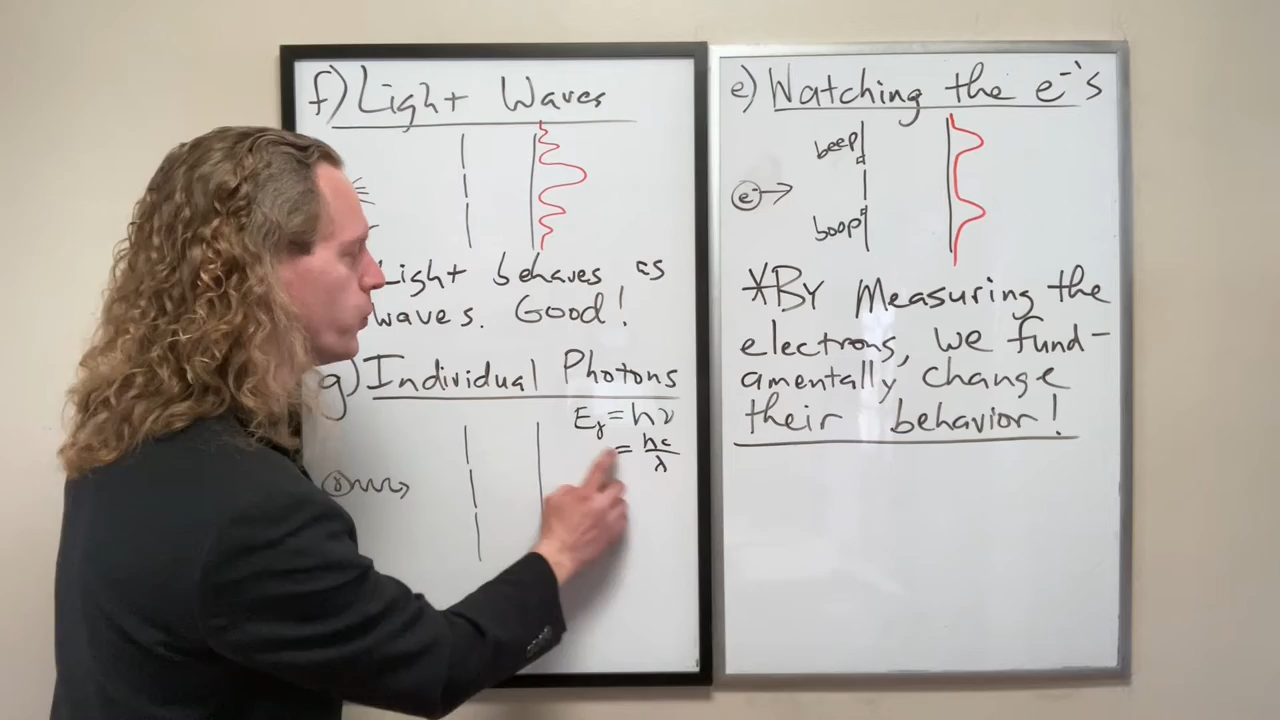 f) Light Waves
Light behaves as
waves. Good!
g) Individual Photons
Eγ = hν
= hc/λ
γ
e) Watching the e⁻'s
beep
e⁻
boop
*By Measuring the
electrons, we fund-
amentally change
their behavior!